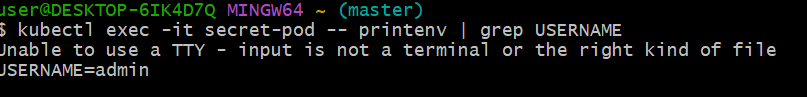 user@DESKTOP-6IK4D7Q MINGW64 ~ (master)
$ kubectl exec -it secret-pod -- printenv | grep USERNAME
Unable to use a TTY - input is not a terminal or the right kind of file
USERNAME=admin